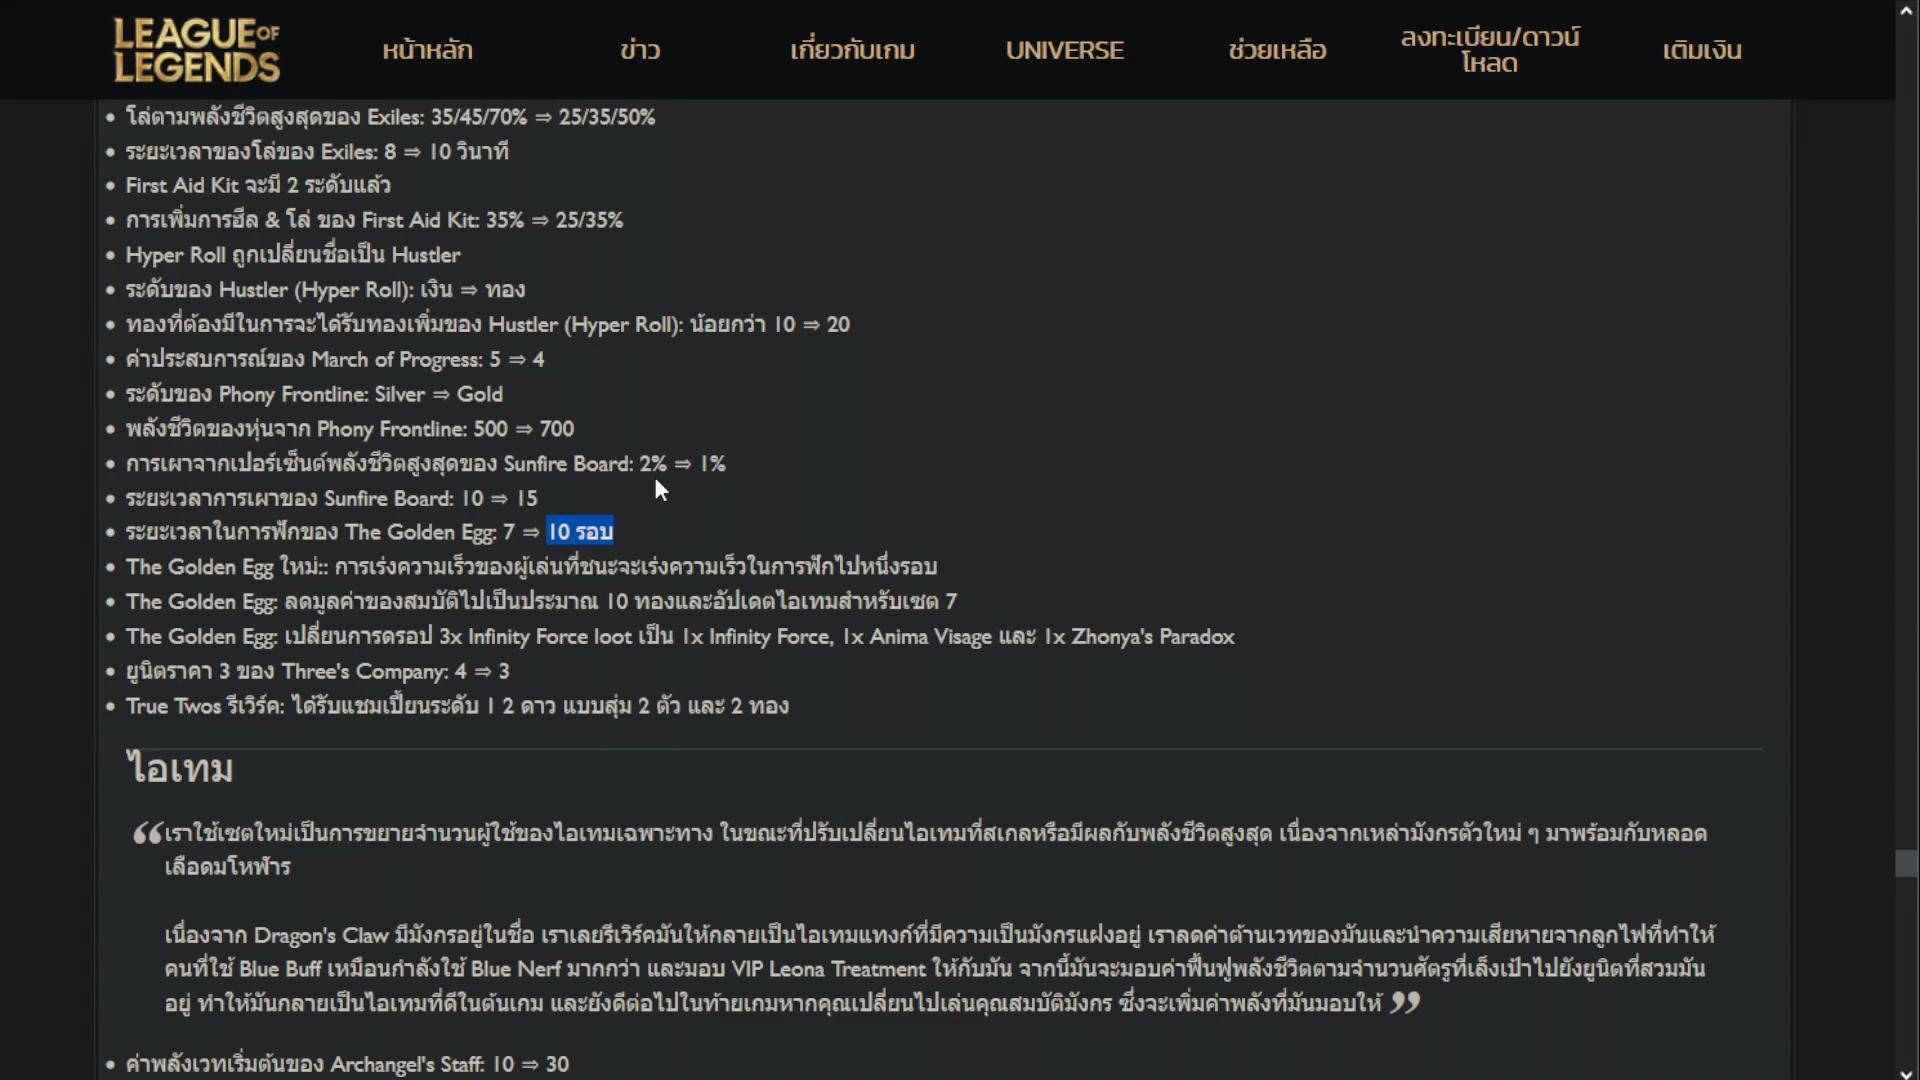 LEAGUE OF
LEGENDS
หน้าหลัก
ข่าว
เกี่ยวกับเกม
UNIVERSE
ช่วยเหลือ
ลงทะเบียน/ดาวน์
โหลด
เติมเงิน
• โล่ตามพลังชีวิตสูงสุดของ Exiles: 35/45/70% ⇒ 25/35/50%
• ระยะเวลาของโล่ของ Exiles: 8 ⇒ 10 วินาที
• First Aid Kit จะมี 2 ระดับแล้ว
• การเพิ่มการฮีล & โล่ ของ First Aid Kit: 35% ⇒ 25/35%
• Hyper Roll ถูกเปลี่ยนชื่อเป็น Hustler
• ระดับของ Hustler (Hyper Roll): เงิน ⇒ ทอง
• ทองที่ต้องมีในการจะได้รับทองเพิ่มของ Hustler (Hyper Roll): น้อยกว่า 10 ⇒ 20
• ค่าประสบการณ์ของ March of Progress: 5 ⇒ 4
• ระดับของ Phony Frontline: Silver ⇒ Gold
• พลังชีวิตของหุ่นจาก Phony Frontline: 500 ⇒ 700
• การเผาจากเปอร์เซ็นต์พลังชีวิตสูงสุดของ Sunfire Board: 2% ⇒ 1%
• ระยะเวลาการเผาของ Sunfire Board: 10 ⇒ 15
• ระยะเวลาในการฟักของ The Golden Egg: 7 ⇒ 10 รอบ
• The Golden Egg ใหม่:: การเร่งความเร็วของผู้เล่นที่ชนะจะเร่งความเร็วในการฟักไปหนึ่งรอบ
• The Golden Egg: ลดมูลค่าของสมบัติไปเป็นประมาณ 10 ทองและอัปเดตไอเทมสำหรับเซต 7
• The Golden Egg: เปลี่ยนการดรอป 3x Infinity Force loot เป็น 1x Infinity Force, 1x Anima Visage และ 1x Zhonya's Paradox
• ยูนิตราคา 3 ของ Three's Company: 4 ⇒ 3
• True Twos รีเวิร์ค: ได้รับแชมเปี้ยนระดับ 1 2 ดาว แบบสุ่ม 2 ตัว และ 2 ทอง
ไอเทม
“เราใช้เซตใหม่เป็นการขยายจำนวนผู้ใช้ของไอเทมเฉพาะทาง ในขณะที่ปรับเปลี่ยนไอเทมที่สเกลหรือมีผลกับพลังชีวิตสูงสุด เนื่องจากเหล่ามังกรตัวใหม่ ๆ มาพร้อมกับหลอด
เลือดมโหฬาร
เนื่องจาก Dragon's Claw มีมังกรอยู่ในชื่อ เราเลยรีเวิร์คมันให้กลายเป็นไอเทมแทงก์ที่มีความเป็นมังกรแฝงอยู่ เราลดค่าต้านเวทของมันและนำความเสียหายจากลูกไฟที่ทำให้
คนที่ใช้ Blue Buff เหมือนกำลังใช้ Blue Nerf มากกว่า และมอบ VIP Leona Treatment ให้กับมัน จากนี้มันจะมอบค่าฟื้นฟูพลังชีวิตตามจำนวนศัตรูที่เล็งเป้าไปยังยูนิตที่สวมมัน
อยู่ ทำให้มันกลายเป็นไอเทมที่ดีในต้นเกม และยังดีต่อไปในท้ายเกมหากคุณเปลี่ยนไปเล่นคุณสมบัติมังกร ซึ่งจะเพิ่มค่าพลังที่มันมอบให้ ”
• ค่าพลังเวทเริ่มต้นของ Archangel's Staff: 10 ⇒ 30